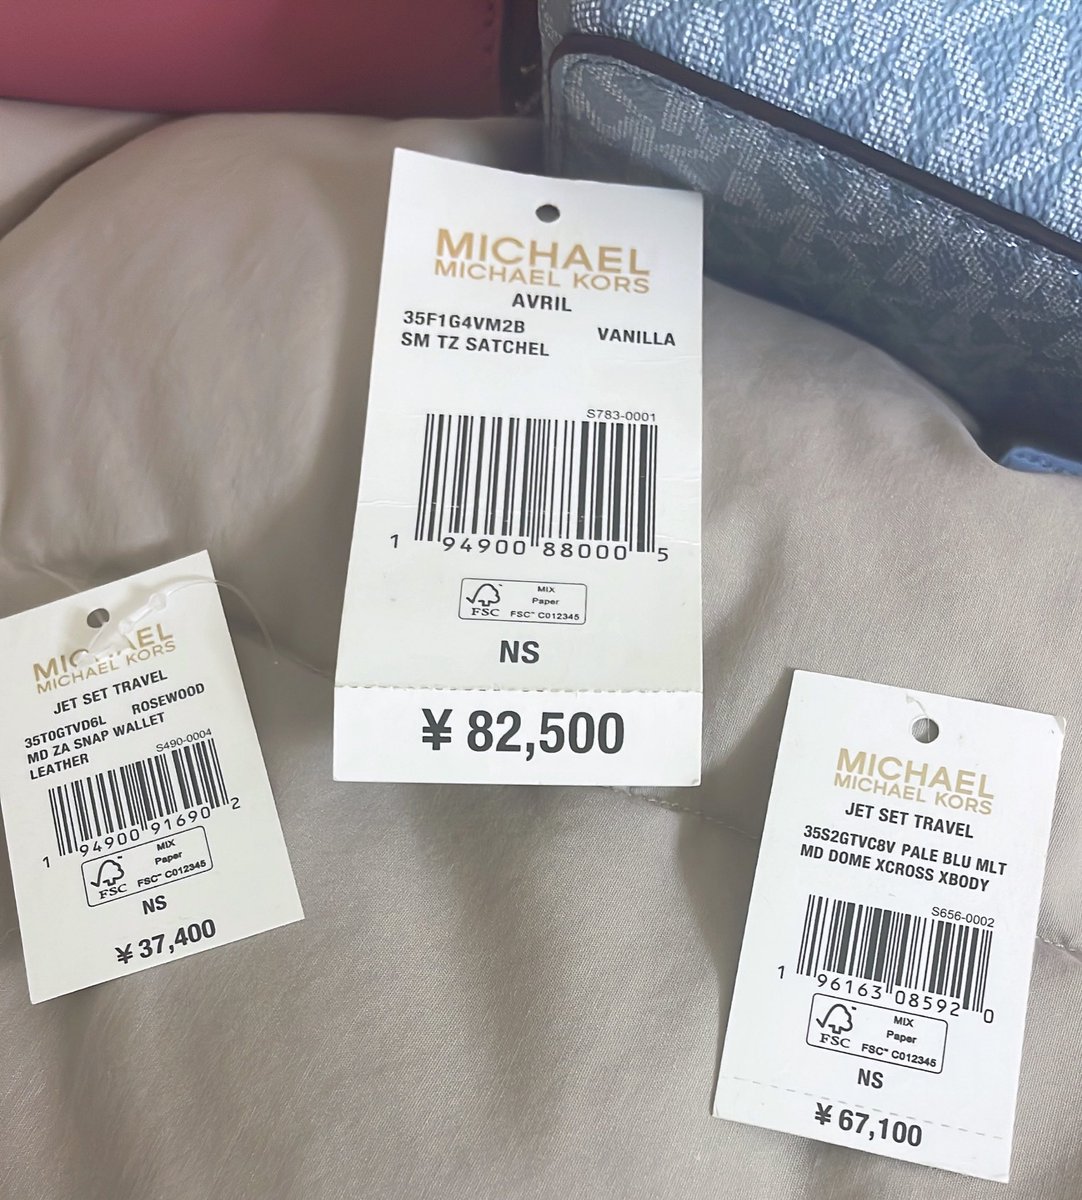 MICHAEL
MICHAEL KORS
AVRIL
35F1G4VM2B VANILLA
SM TZ SATCHEL
S783-0001
1 94900 88000 5
FSC
MIX
Paper
FSC™ C012345
NS
¥ 82,500
MICHAEL KORS
JET SET TRAVEL
35T0GTVD6L ROSEWOOD
MD ZA SNAP WALLET
LEATHER
S490-0004
1 94900 91690 2
FSC
MIX
Paper
FSC™ C012345
NS
¥ 37,400
MICHAEL
MICHAEL KORS
JET SET TRAVEL
35S2GTVC8V PALE BLU MLT
MD DOME XCROSS XBODY
S656-0002
1 96163 08592 0
FSC
MIX
Paper
FSC™ C012345
NS
¥ 67,100